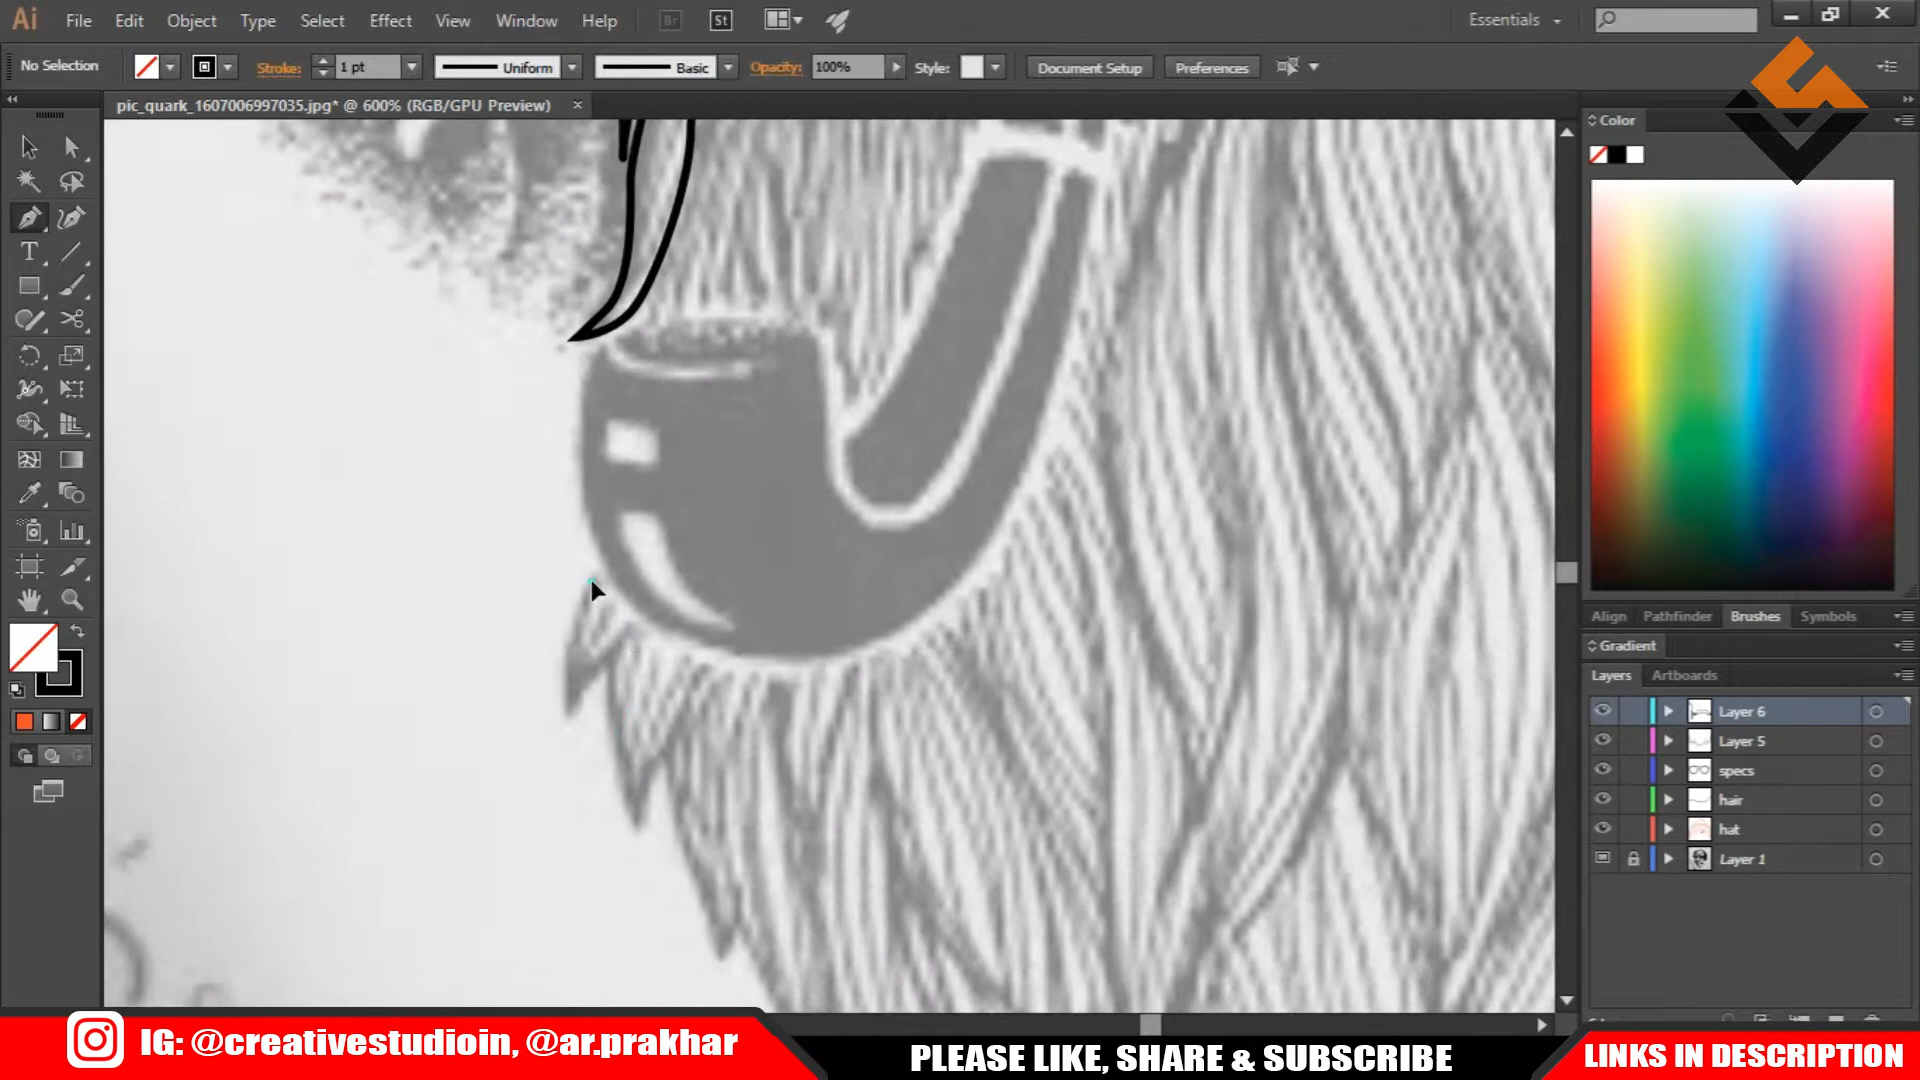 Ai File Edit Object Type Select Effect View Window Help Br St Essentials
No Selection Stroke: 1 pt Uniform Basic Opacity: 100% Style: Document Setup Preferences
pic_quark_1607006997035.jpg* @ 600% (RGB/GPU Preview)
Color
Align Pathfinder Brushes Symbols
Gradient
Layers Artboards
Layer 6
Layer 5
specs
hair
hat
Layer 1
IG: @creativestudioin, @ar.prakhar
PLEASE LIKE, SHARE & SUBSCRIBE
LINKS IN DESCRIPTION